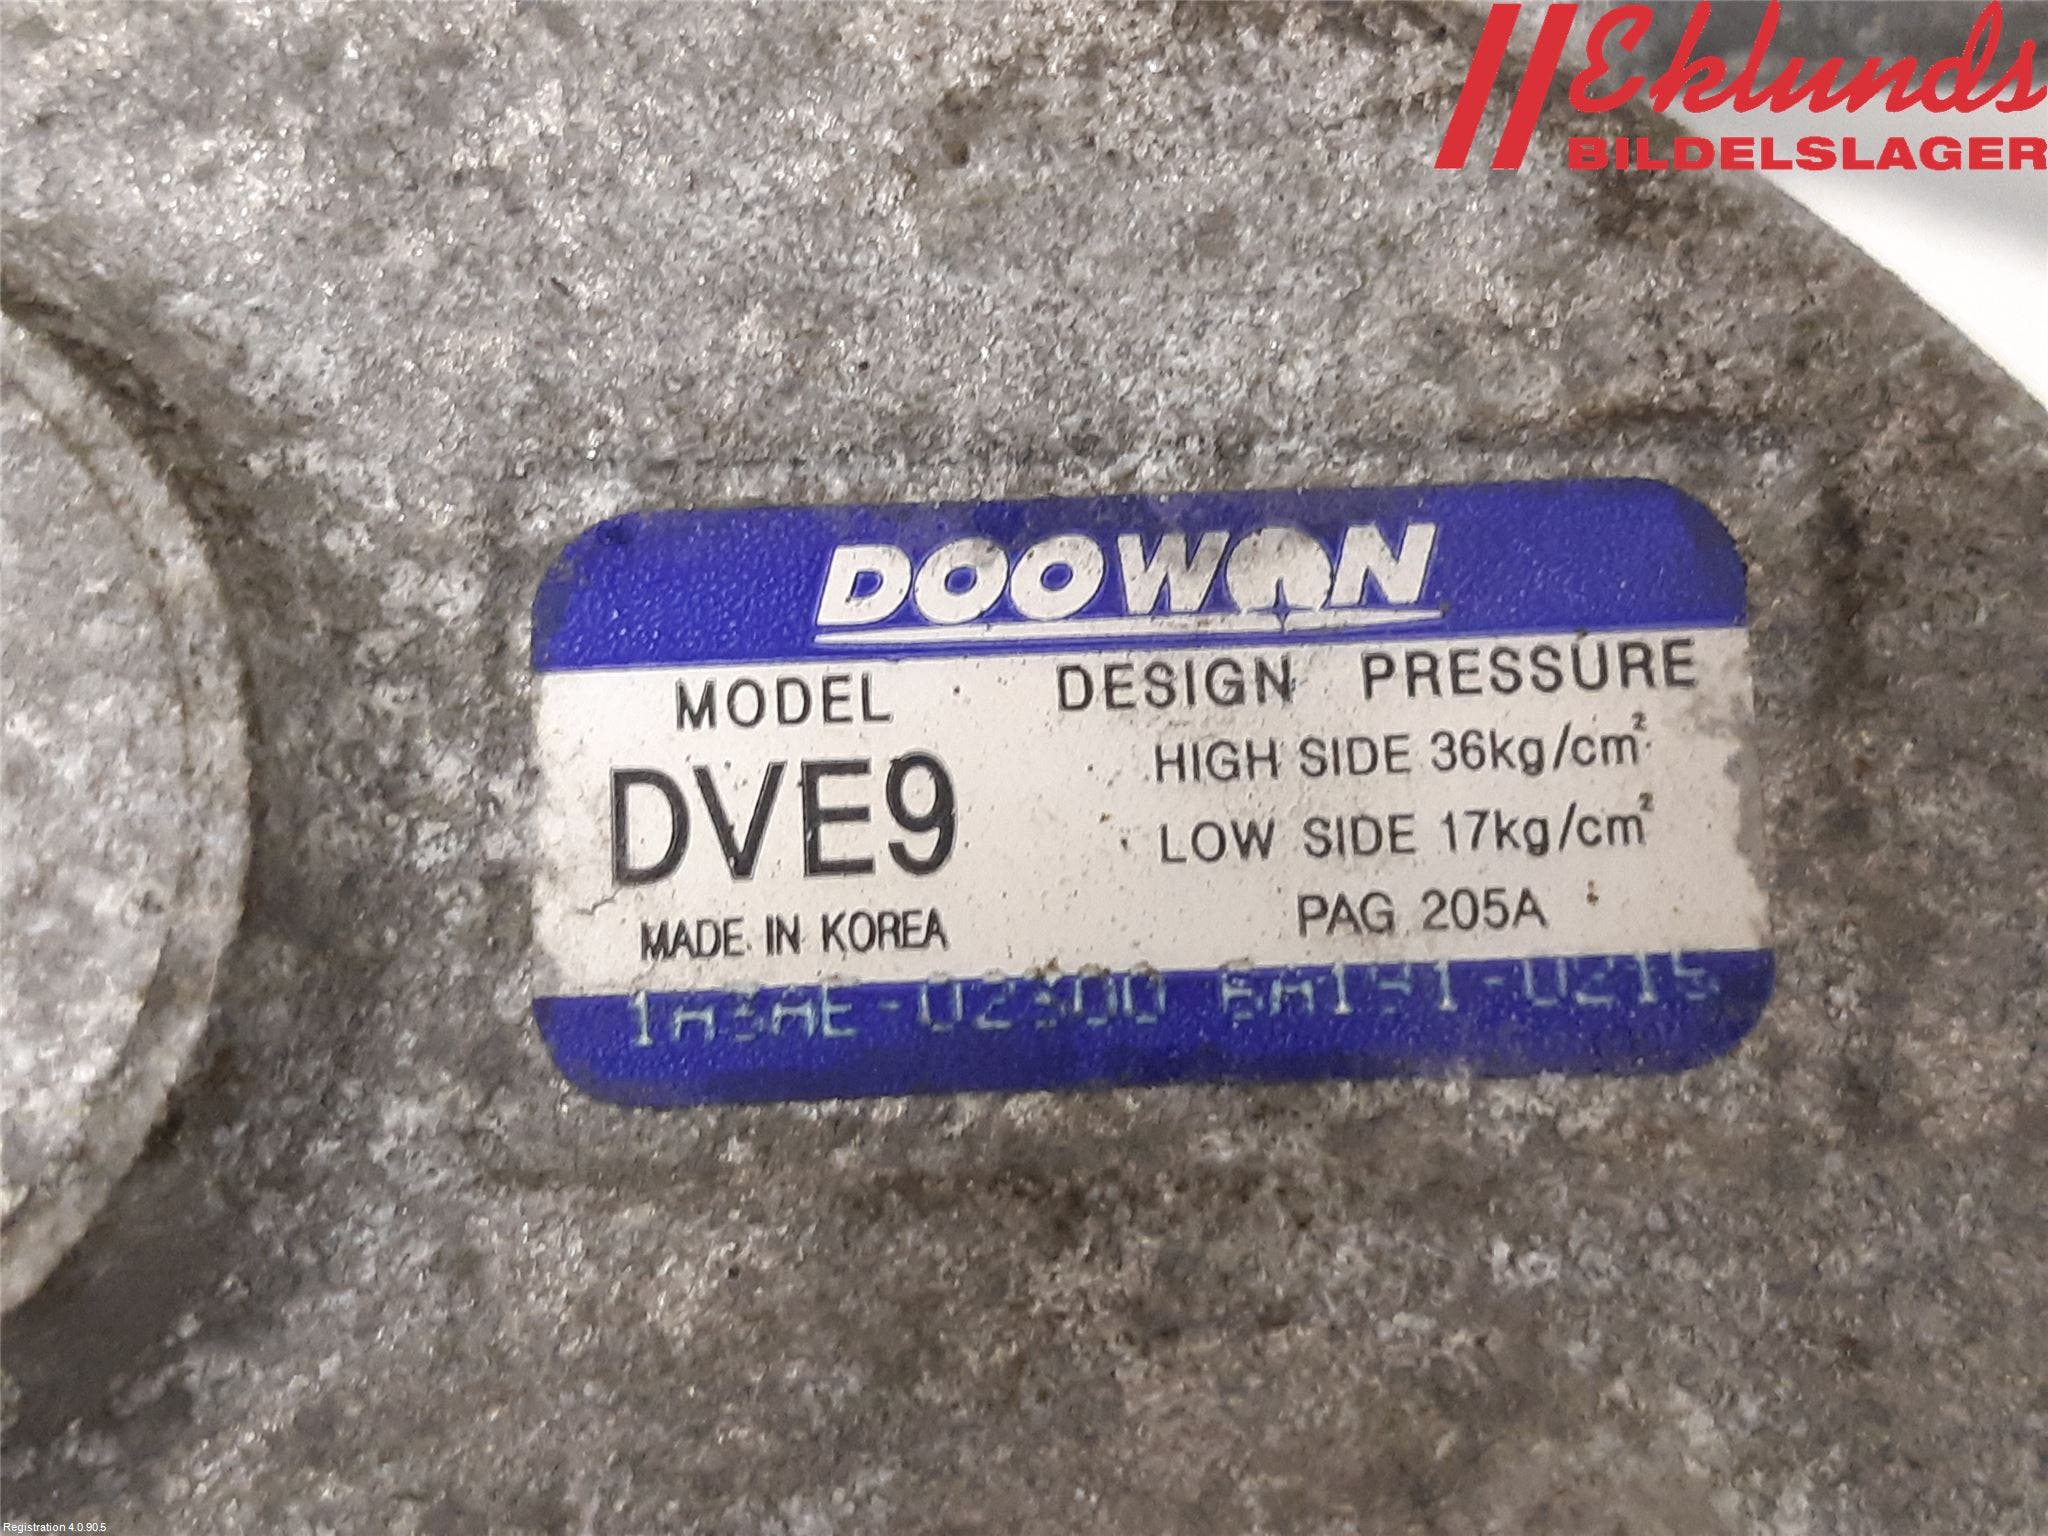 Eklunds
BILDELSLAGER
DOOWON
MODEL
DVE9
MADE IN KOREA
DESIGN PRESSURE
HIGH SIDE 36kg/cm²
LOW SIDE 17kg/cm²
PAG 205A
Registration 4.0.90.5